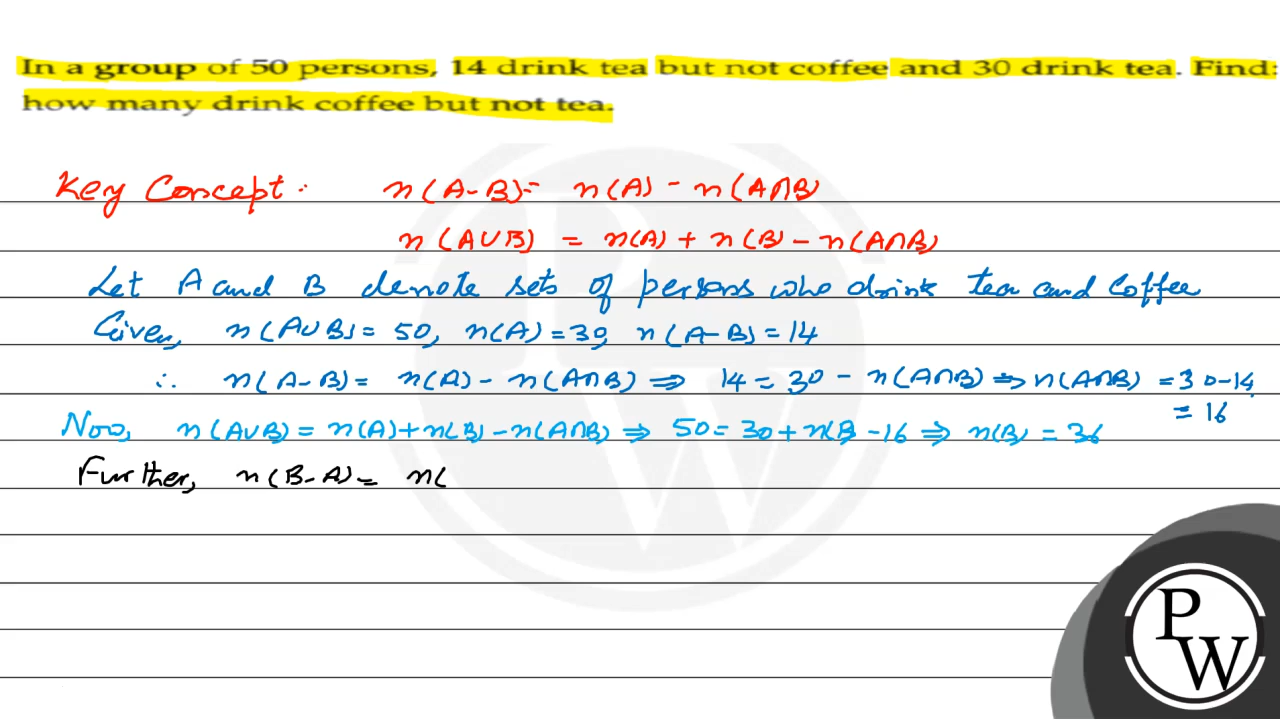 In a group of 50 persons, 14 drink tea but not coffee and 30 drink tea. Find:
how many drink coffee but not tea.
Key Concept: n(A-B)= n(A) - n(A∩B)
n(A∪B) = n(A) + n(B) - n(A∩B)
Let A and B denote sets of persons who drink tea and coffee
Given, n(A∪B)= 50, n(A)=30, n(A-B)=14
∴ n(A-B)= n(A) - n(A∩B) ⇒ 14 = 30 - n(A∩B) ⇒ n(A∩B) = 30-14
= 16
Now, n(A∪B) = n(A)+n(B) - n(A∩B) ⇒ 50 = 30+n(B -16 ⇒ n(B) = 36
Further, n(B-A) = n(
PW